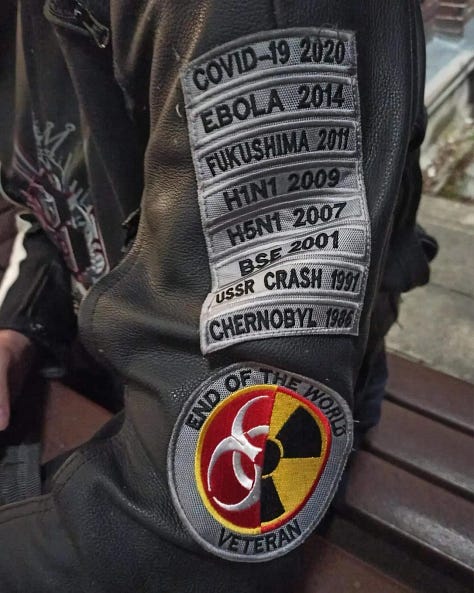 COVID-19 2020
EBOLA 2014
FUKUSHIMA 2011
H1N1 2009
H5N1 2007
BSE 2001
USSR CRASH 1991
CHERNOBYL 1986
END OF THE WORLD
VETERAN